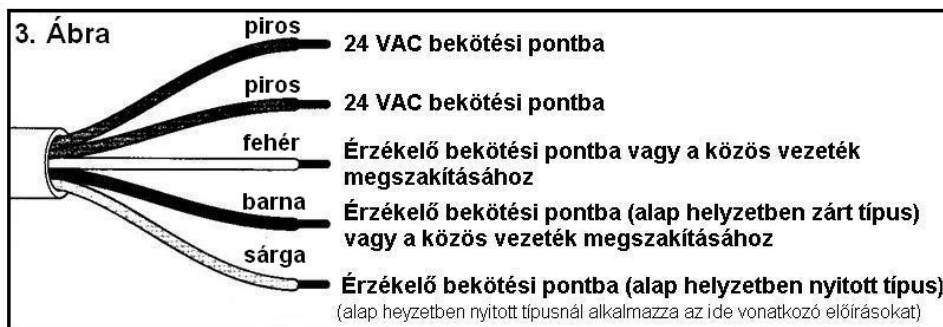 3. Ábra
piros
24 VAC bekötési pontba
piros
24 VAC bekötési pontba
fehér
Érzékelő bekötési pontba vagy a közös vezeték
megszakításához
barna
Érzékelő bekötési pontba (alap helyzetben zárt típus)
vagy a közös vezeték megszakításához
sárga
Érzékelő bekötési pontba (alap helyzetben nyitott típus)
(alap heyzetben nyitott típusnál alkalmazza az ide vonatkozó előírásokat)